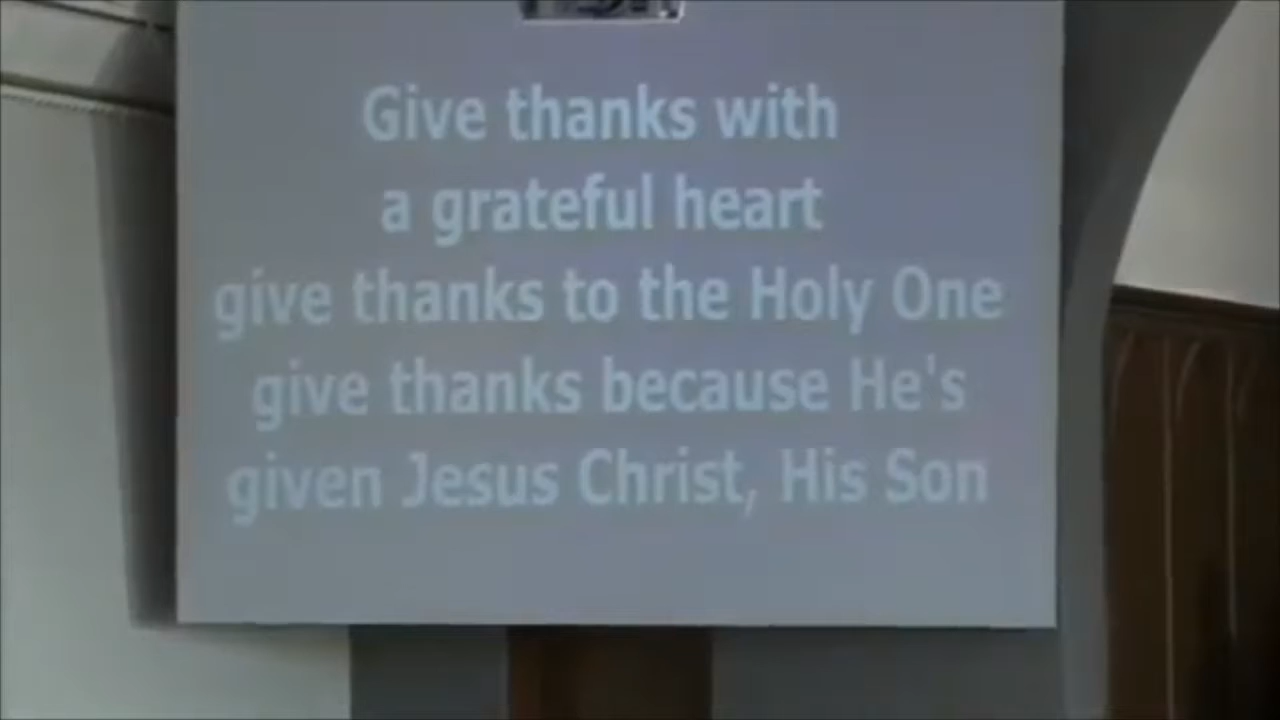 Give thanks with
a grateful heart
give thanks to the Holy One
give thanks because He's
given Jesus Christ, His Son